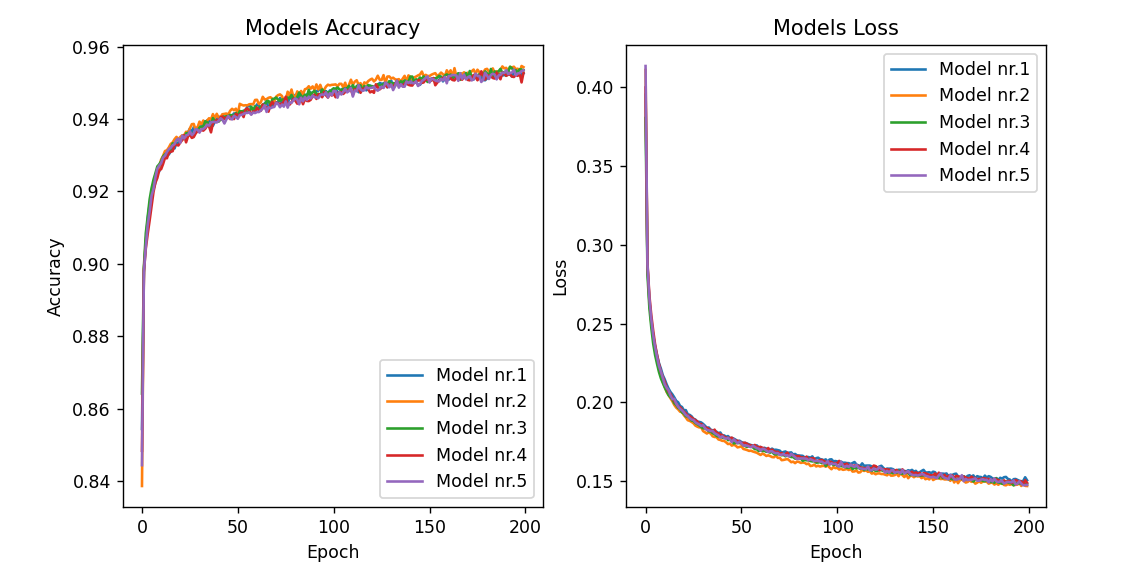 Models Accuracy
0.96
0.94
0.92
0.90
0.88
0.86
0.84
Accuracy
0
50
100
150
200
Epoch
Model nr.1
Model nr.2
Model nr.3
Model nr.4
Model nr.5
Models Loss
0.40
0.35
0.30
0.25
0.20
0.15
Loss
0
50
100
150
200
Epoch
Model nr.1
Model nr.2
Model nr.3
Model nr.4
Model nr.5